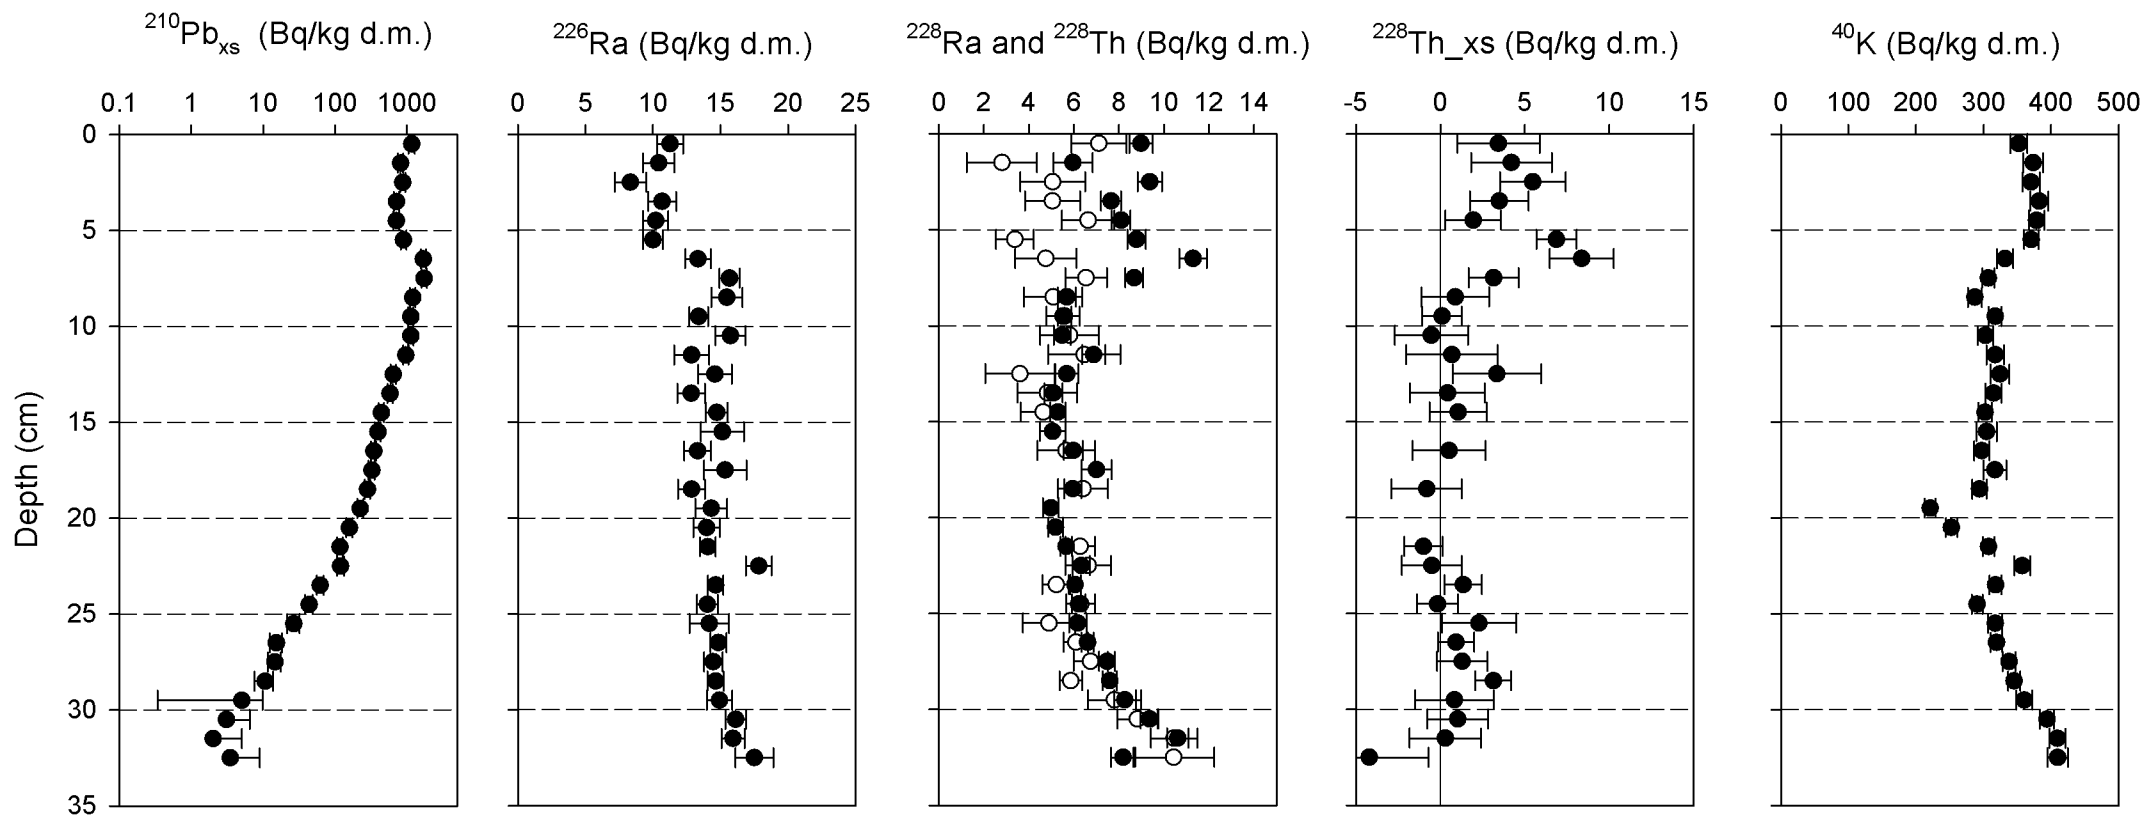 ²¹⁰Pbₓₛ (Bq/kg d.m.)
²²⁶Ra (Bq/kg d.m.)
²²⁸Ra and ²²⁸Th (Bq/kg d.m.)
²²⁸Th_xs (Bq/kg d.m.)
⁴⁰K (Bq/kg d.m.)
0.1 1 10 100 1000
0 5 10 15 20 25
0 2 4 6 8 10 12 14
-5 0 5 10 15
0 100 200 300 400 500
0
5
10
15
20
25
30
35
Depth (cm)